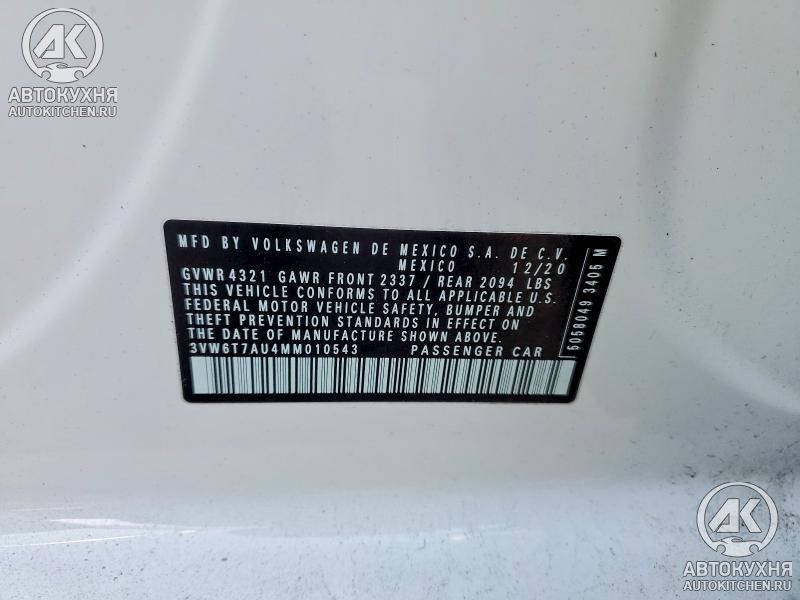 АК
АВТОКУХНЯ
AUTOKITCHEN.RU
MFD BY VOLKSWAGEN DE MEXICO S.A. DE C.V.
MEXICO 12/20
GVWR 4321 GAWR FRONT 2337 / REAR 2094 LBS
THIS VEHICLE CONFORMS TO ALL APPLICABLE U.S.
FEDERAL MOTOR VEHICLE SAFETY, BUMPER AND
THEFT PREVENTION STANDARDS IN EFFECT ON
THE DATE OF MANUFACTURE SHOWN ABOVE.
3VW6T7AU4MM010543 PASSENGER CAR
5058049 3405 M
АК
АВТОКУХНЯ
AUTOKITCHEN.RU